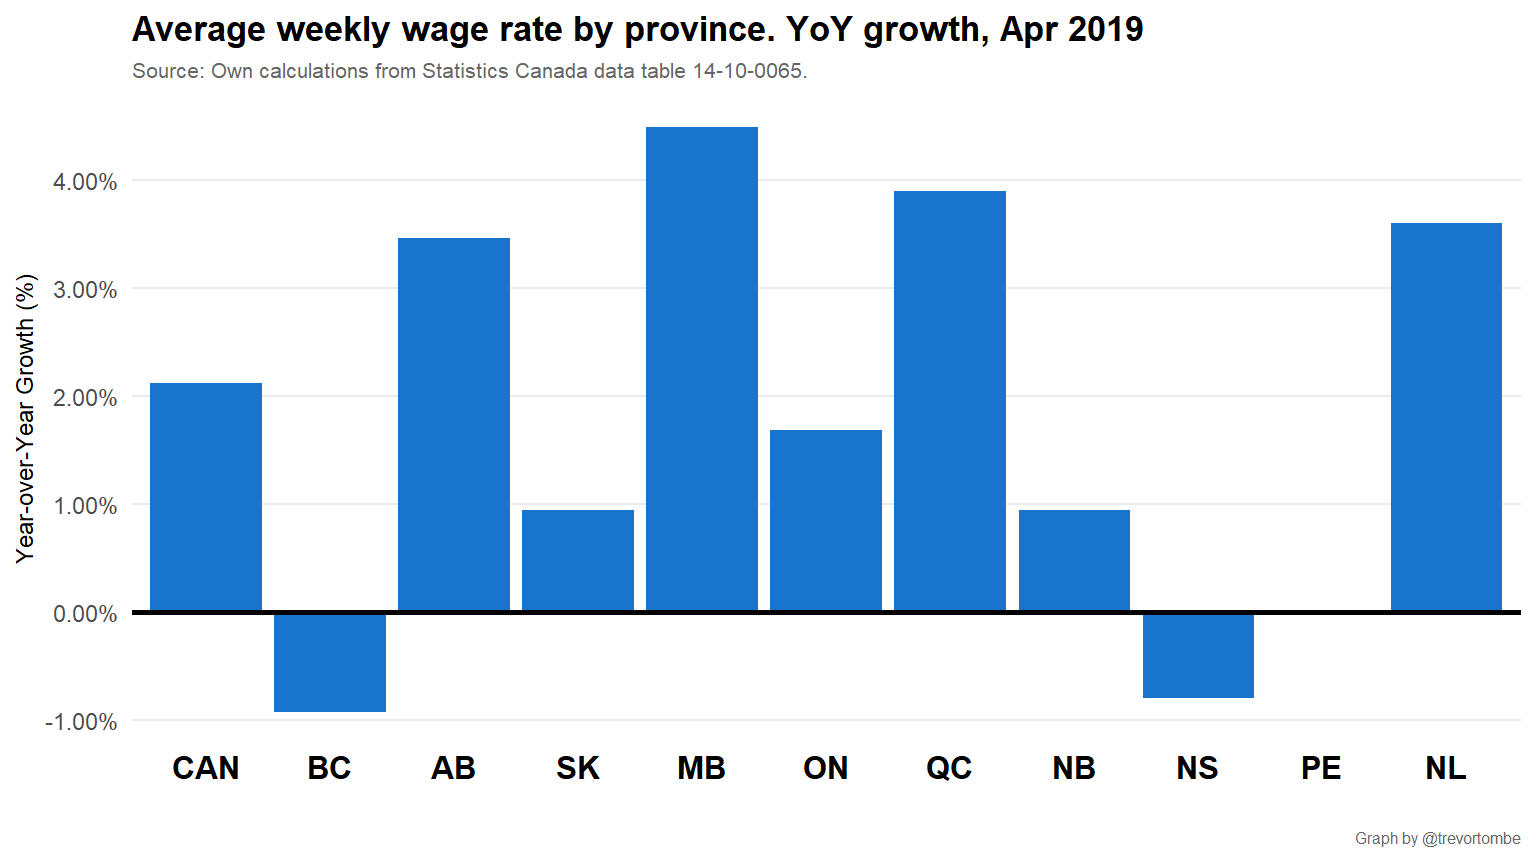 Average weekly wage rate by province. YoY growth, Apr 2019
Source: Own calculations from Statistics Canada data table 14-10-0065.
Year-over-Year Growth (%)
4.00%
3.00%
2.00%
1.00%
0.00%
-1.00%
CAN BC AB SK MB ON QC NB NS PE NL
Graph by @trevortombe